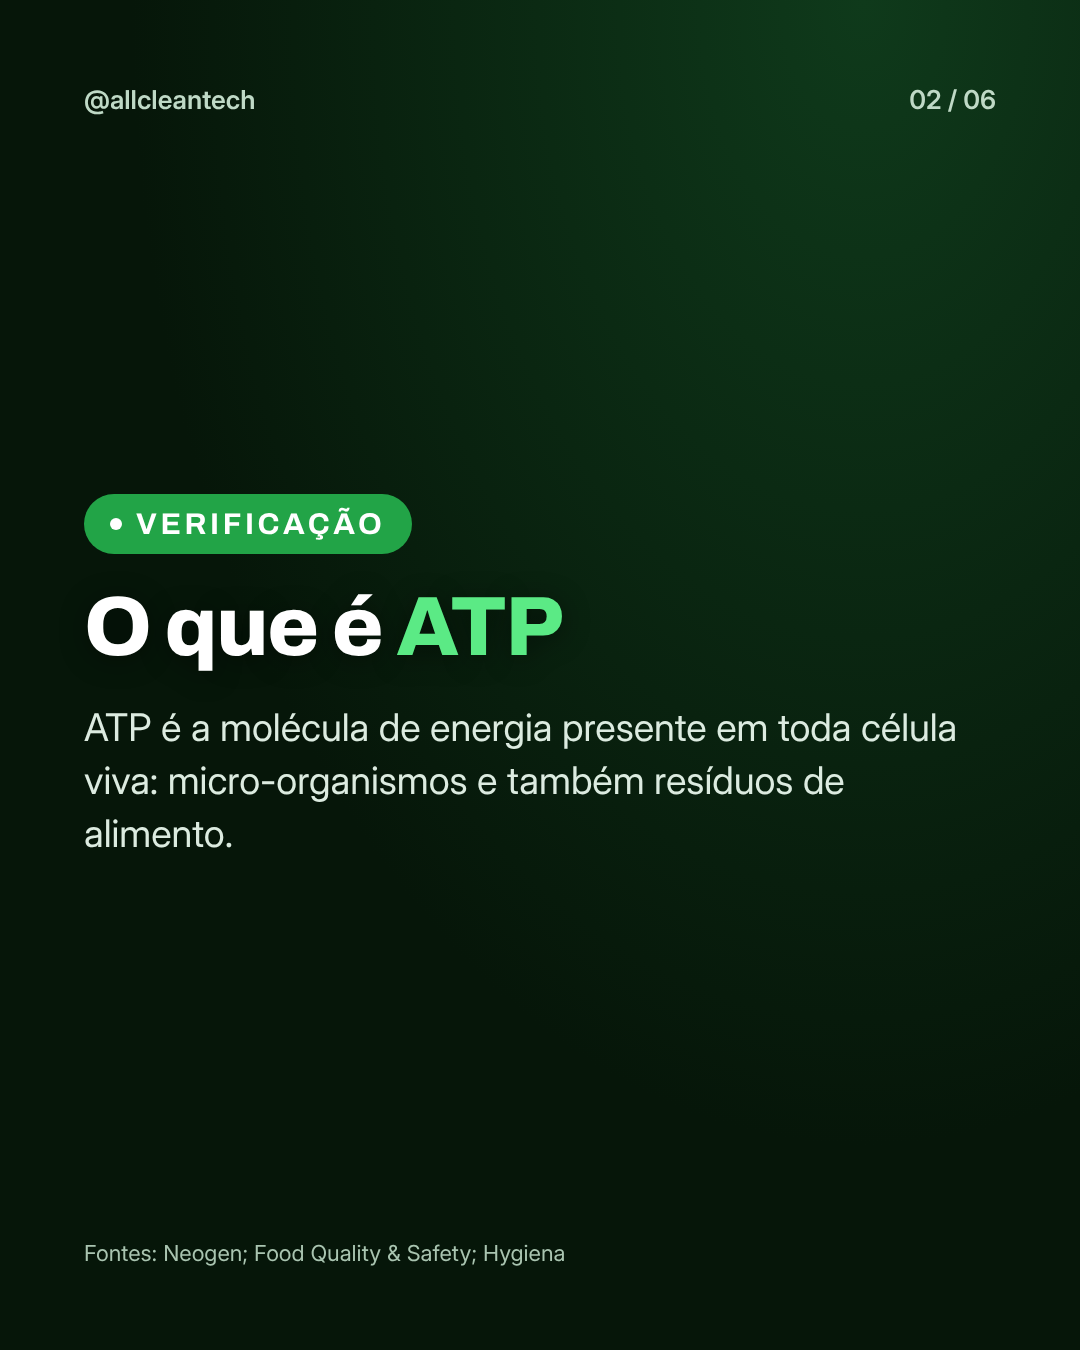 @allcleantech
02 / 06
• VERIFICAÇÃO
O que é ATP
ATP é a molécula de energia presente em toda célula
viva: micro-organismos e também resíduos de
alimento.
Fontes: Neogen; Food Quality & Safety; Hygiena